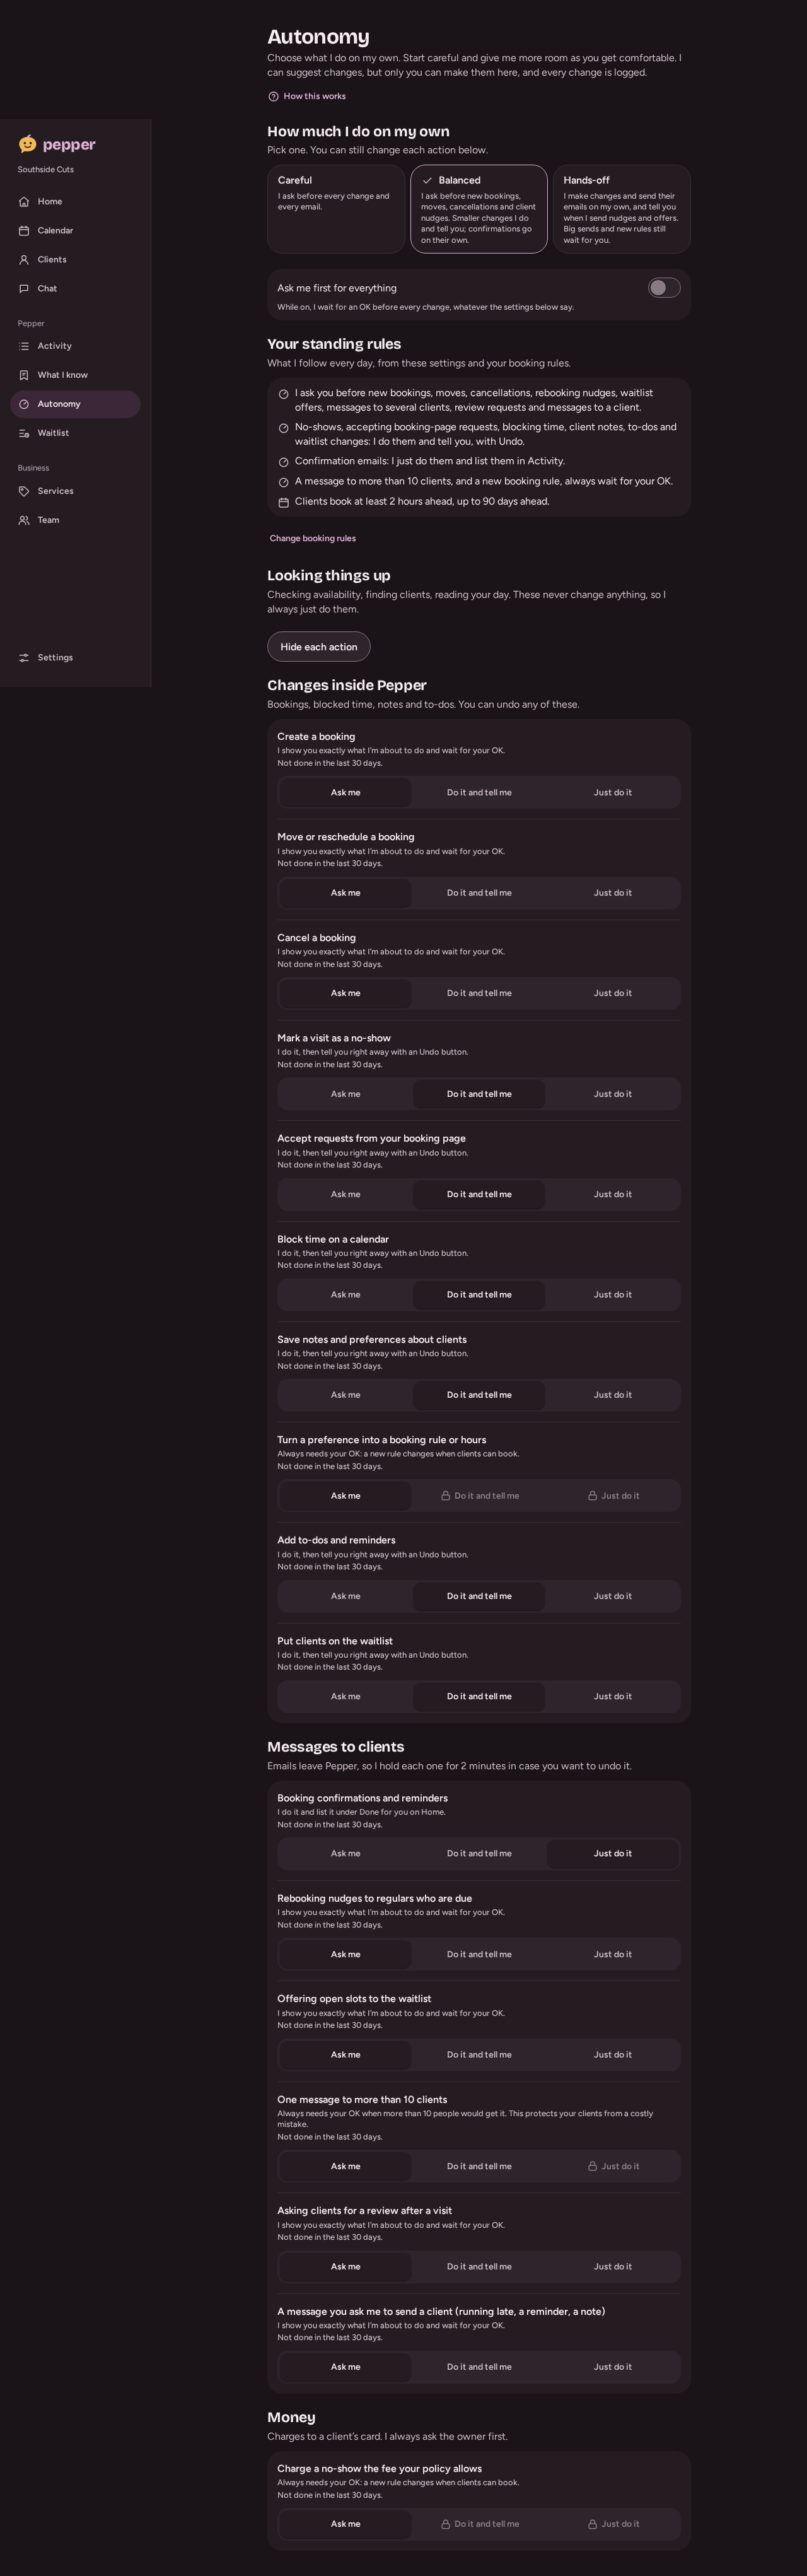 Autonomy
Choose what I do on my own. Start careful and give me more room as you get comfortable. I
can suggest changes, but only you can make them here, and every change is logged.
How this works
pepper
Southside Cuts
Home
Calendar
Clients
Chat
Pepper
Activity
What I know
Autonomy
Waitlist
Business
Services
Team
Settings
How much I do on my own
Pick one. You can still change each action below.
Careful
I ask before every change and
every email.
Balanced
I ask before new bookings,
moves, cancellations and client
nudges. Smaller changes I do
and tell you; confirmations go
on their own.
Hands-off
I make changes and send their
emails on my own, and tell you
when I send nudges and offers.
Big sends and new rules still
wait for you.
Ask me first for everything
While on, I wait for an OK before every change, whatever the settings below say.
Your standing rules
What I follow every day, from these settings and your booking rules.
I ask you before new bookings, moves, cancellations, rebooking nudges, waitlist
offers, messages to several clients, review requests and messages to a client.
No-shows, accepting booking-page requests, blocking time, client notes, to-dos and
waitlist changes: I do them and tell you, with Undo.
Confirmation emails: I just do them and list them in Activity.
A message to more than 10 clients, and a new booking rule, always wait for your OK.
Clients book at least 2 hours ahead, up to 90 days ahead.
Change booking rules
Looking things up
Checking availability, finding clients, reading your day. These never change anything, so I
always just do them.
Hide each action
Changes inside Pepper
Bookings, blocked time, notes and to-dos. You can undo any of these.
Create a booking
I show you exactly what I'm about to do and wait for your OK.
Not done in the last 30 days.
Ask me Do it and tell me Just do it
Move or reschedule a booking
I show you exactly what I'm about to do and wait for your OK.
Not done in the last 30 days.
Ask me Do it and tell me Just do it
Cancel a booking
I show you exactly what I'm about to do and wait for your OK.
Not done in the last 30 days.
Ask me Do it and tell me Just do it
Mark a visit as a no-show
I do it, then tell you right away with an Undo button.
Not done in the last 30 days.
Ask me Do it and tell me Just do it
Accept requests from your booking page
I do it, then tell you right away with an Undo button.
Not done in the last 30 days.
Ask me Do it and tell me Just do it
Block time on a calendar
I do it, then tell you right away with an Undo button.
Not done in the last 30 days.
Ask me Do it and tell me Just do it
Save notes and preferences about clients
I do it, then tell you right away with an Undo button.
Not done in the last 30 days.
Ask me Do it and tell me Just do it
Turn a preference into a booking rule or hours
Always needs your OK: a new rule changes when clients can book.
Not done in the last 30 days.
Ask me Do it and tell me Just do it
Add to-dos and reminders
I do it, then tell you right away with an Undo button.
Not done in the last 30 days.
Ask me Do it and tell me Just do it
Put clients on the waitlist
I do it, then tell you right away with an Undo button.
Not done in the last 30 days.
Ask me Do it and tell me Just do it
Messages to clients
Emails leave Pepper, so I hold each one for 2 minutes in case you want to undo it.
Booking confirmations and reminders
I do it and list it under Done for you on Home.
Not done in the last 30 days.
Ask me Do it and tell me Just do it
Rebooking nudges to regulars who are due
I show you exactly what I'm about to do and wait for your OK.
Not done in the last 30 days.
Ask me Do it and tell me Just do it
Offering open slots to the waitlist
I show you exactly what I'm about to do and wait for your OK.
Not done in the last 30 days.
Ask me Do it and tell me Just do it
One message to more than 10 clients
Always needs your OK when more than 10 people would get it. This protects your clients from a costly
mistake.
Not done in the last 30 days.
Ask me Do it and tell me Just do it
Asking clients for a review after a visit
I show you exactly what I'm about to do and wait for your OK.
Not done in the last 30 days.
Ask me Do it and tell me Just do it
A message you ask me to send a client (running late, a reminder, a note)
I show you exactly what I'm about to do and wait for your OK.
Not done in the last 30 days.
Ask me Do it and tell me Just do it
Money
Charges to a client's card. I always ask the owner first.
Charge a no-show the fee your policy allows
Always needs your OK: a new rule changes when clients can book.
Not done in the last 30 days.
Ask me Do it and tell me Just do it